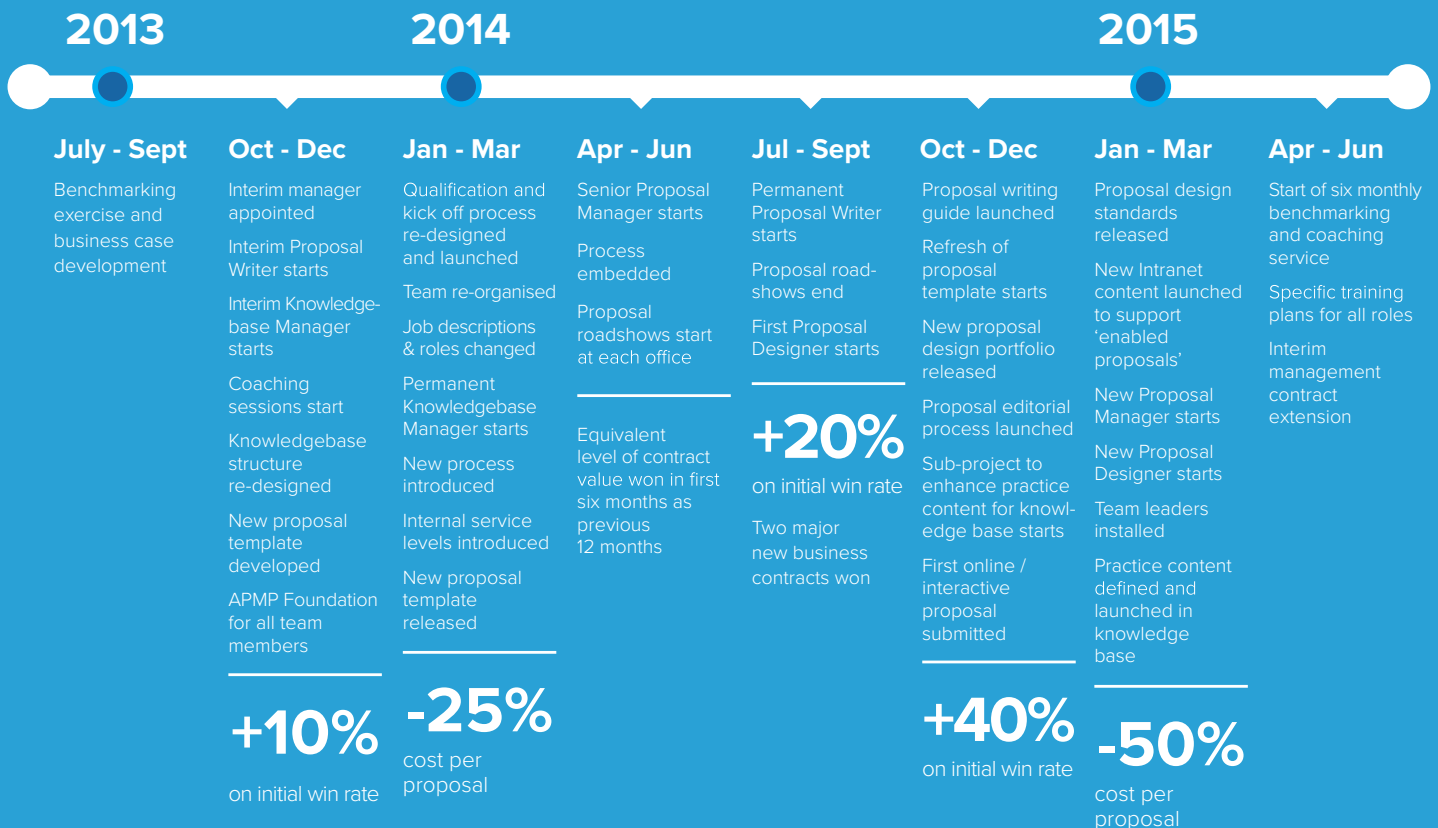 2013
2014
2015
July - Sept
Benchmarking
exercise and
business case
development
Oct - Dec
Interim manager
appointed
Interim Proposal
Writer starts
Interim Knowledge-
base Manager
starts
Coaching
sessions start
Knowledgebase
structure
re-designed
New proposal
template
developed
APMP Foundation
for all team
members
+10%
on initial win rate
Jan - Mar
Qualification and
kick off process
re-designed
and launched
Team re-organised
Job descriptions
& roles changed
Permanent
Knowledgebase
Manager starts
New process
introduced
Internal service
levels introduced
New proposal
template
released
-25%
cost per
proposal
Apr - Jun
Senior Proposal
Manager starts
Process
embedded
Proposal
roadshows start
at each office
Equivalent
level of contract
value won in first
six months as
previous
12 months
Jul - Sept
Permanent
Proposal Writer
starts
Proposal road-
shows end
First Proposal
Designer starts
+20%
on initial win rate
Two major
new business
contracts won
Oct - Dec
Proposal writing
guide launched
Refresh of
proposal
template starts
New proposal
design portfolio
released
Proposal editorial
process launched
Sub-project to
enhance practice
content for knowl-
edge base starts
First online /
interactive
proposal
submitted
+40%
on initial win rate
Jan - Mar
Proposal design
standards
released
New Intranet
content launched
to support
‘enabled
proposals’
New Proposal
Manager starts
New Proposal
Designer starts
Team leaders
installed
Practice content
defined and
launched in
knowledge
base
-50%
cost per
proposal
Apr - Jun
Start of six monthly
benchmarking
and coaching
service
Specific training
plans for all roles
Interim
management
contract
extension